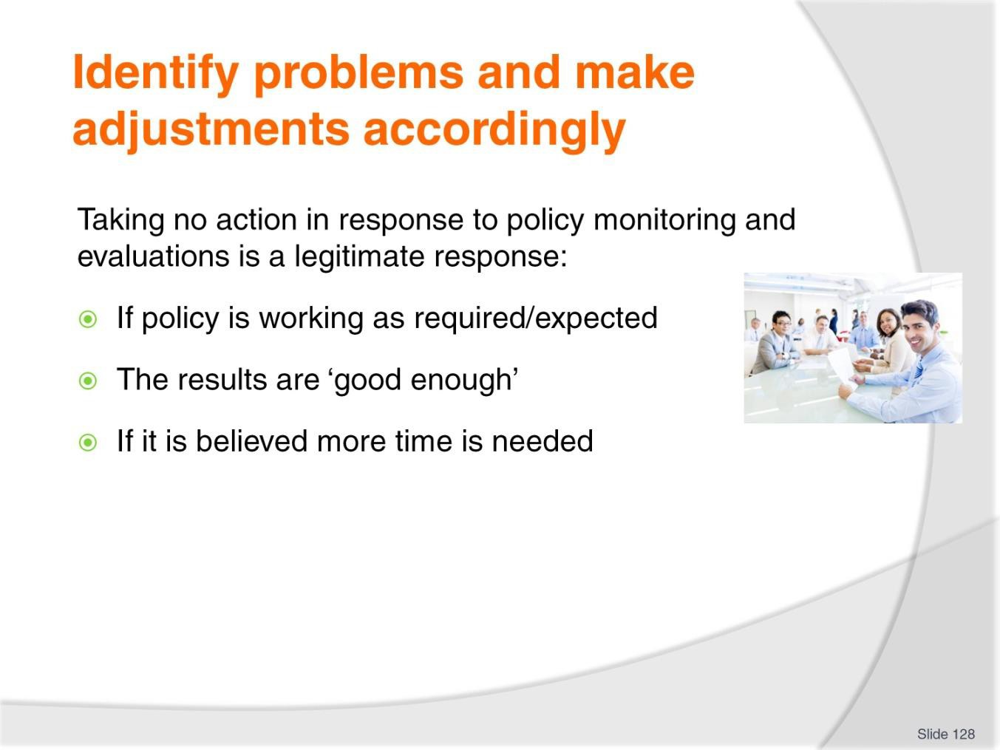 Identify problems and make
adjustments accordingly
Taking no action in response to policy monitoring and
evaluations is a legitimate response:
If policy is working as required/expected
The results are ‘good enough’
If it is believed more time is needed
Slide 128